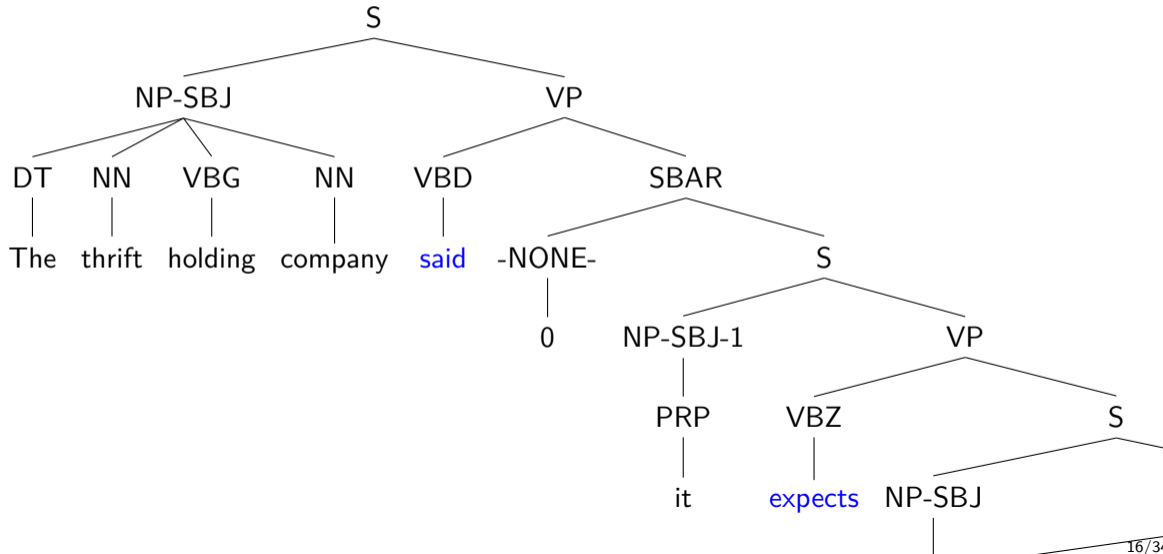 S
NP-SBJ VP
DT NN VBG NN VBD SBAR
The thrift holding company said -NONE- S
0 NP-SBJ-1 VP
PRP VBZ S
it expects NP-SBJ
16/34